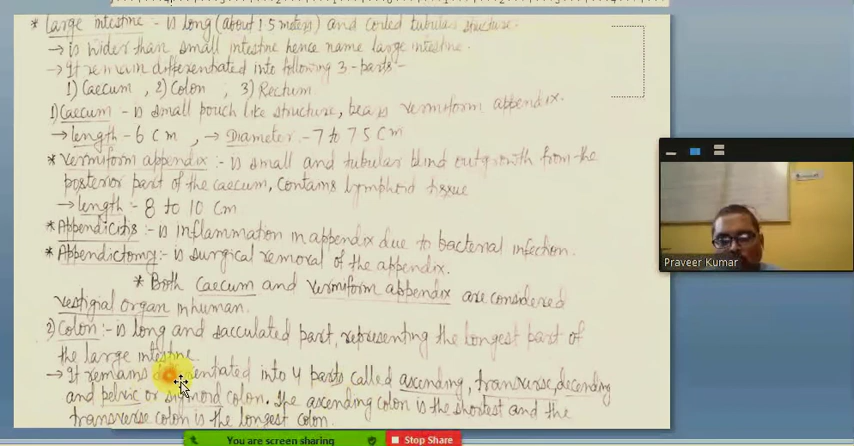 * Large intestine - is long (about 1.5 meters) and coiled tubular structure.
→ is wider than small intestine hence name large intestine.
→ It remain differentiated into following 3-parts -
1) Caecum , 2) Colon , 3) Rectum
1) Caecum - is small pouch like structure, bears vermiform appendix.
→ length - 6 Cm , → Diameter - 7 to 7.5 Cm
* Vermiform appendix :- is small and tubular blind outgrowth from the
posterior part of the caecum, Contains lymphoid tissue
→ length - 8 to 10 Cm
* Appendicitis :- is inflammation in appendix due to bacterial infection.
* Appendictomy :- is surgical removal of the appendix.
* Both Caecum and vermiform appendix are considered
vestigial organ in human.
2) Colon :- is long and sacculated part, representing the longest part of
the large intestine.
→ It remains differentiated into 4 parts called ascending, transverse, decending
and pelvic or sigmoid colon. The ascending colon is the shortest and the
transverse colon is the longest colon.
Praveer Kumar
You are screen sharing
Stop Share